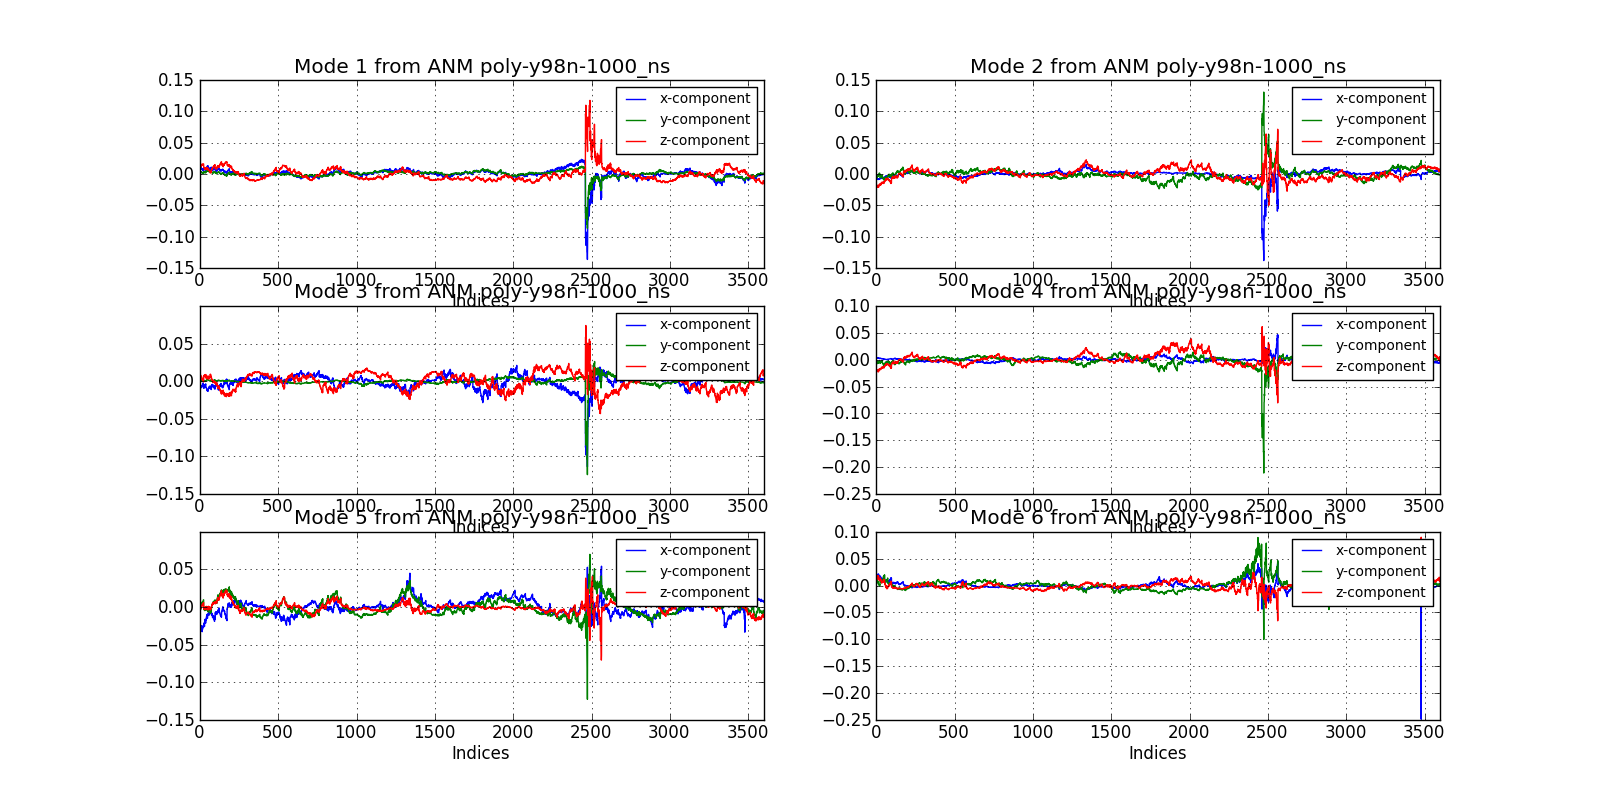 Mode 1 from ANM poly-y98n-1000_ns
0.15
0.10
0.05
0.00
−0.05
−0.10
−0.15
x-component
y-component
z-component
0 500 1000 1500 2000 2500 3000 3500
Indices
Mode 2 from ANM poly-y98n-1000_ns
0.15
0.10
0.05
0.00
−0.05
−0.10
−0.15
x-component
y-component
z-component
0 500 1000 1500 2000 2500 3000 3500
Indices
Mode 3 from ANM poly-y98n-1000_ns
0.05
0.00
−0.05
−0.10
−0.15
x-component
y-component
z-component
0 500 1000 1500 2000 2500 3000 3500
Indices
Mode 4 from ANM poly-y98n-1000_ns
0.10
0.05
0.00
−0.05
−0.10
−0.15
−0.20
−0.25
x-component
y-component
z-component
0 500 1000 1500 2000 2500 3000 3500
Indices
Mode 5 from ANM poly-y98n-1000_ns
0.05
0.00
−0.05
−0.10
−0.15
x-component
y-component
z-component
0 500 1000 1500 2000 2500 3000 3500
Indices
Mode 6 from ANM poly-y98n-1000_ns
0.10
0.05
0.00
−0.05
−0.10
−0.15
−0.20
−0.25
x-component
y-component
z-component
0 500 1000 1500 2000 2500 3000 3500
Indices